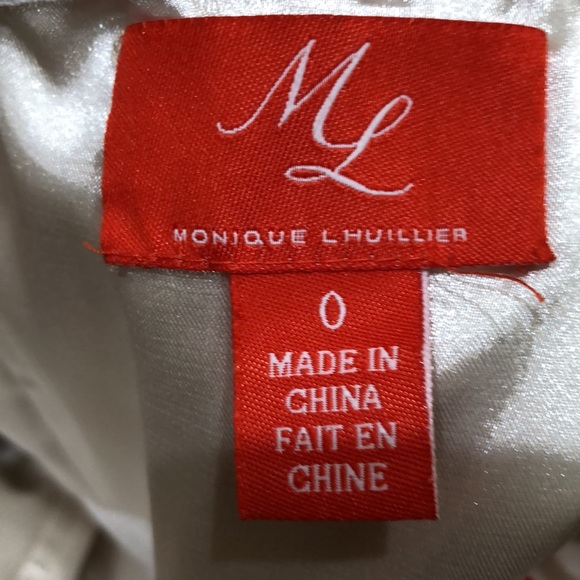 ML
MONIQUE LHUILLIER
0
MADE IN
CHINA
FAIT EN
CHINE